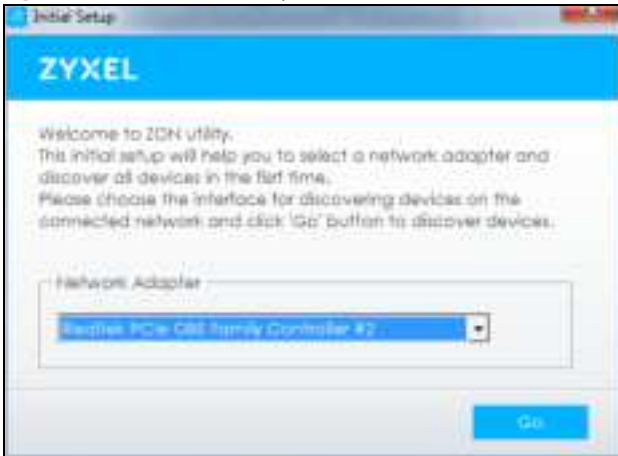 Initial Setup
ZYXEL
Welcome to ZON utility.
This initial setup will help you to select a network adapter and
discover all devices in the first time.
Please choose the interface for discovering devices on the
connected network and click 'Go' button to discover devices.
Network Adapter
Realtek PCIe GBE Family Controller #2
Go